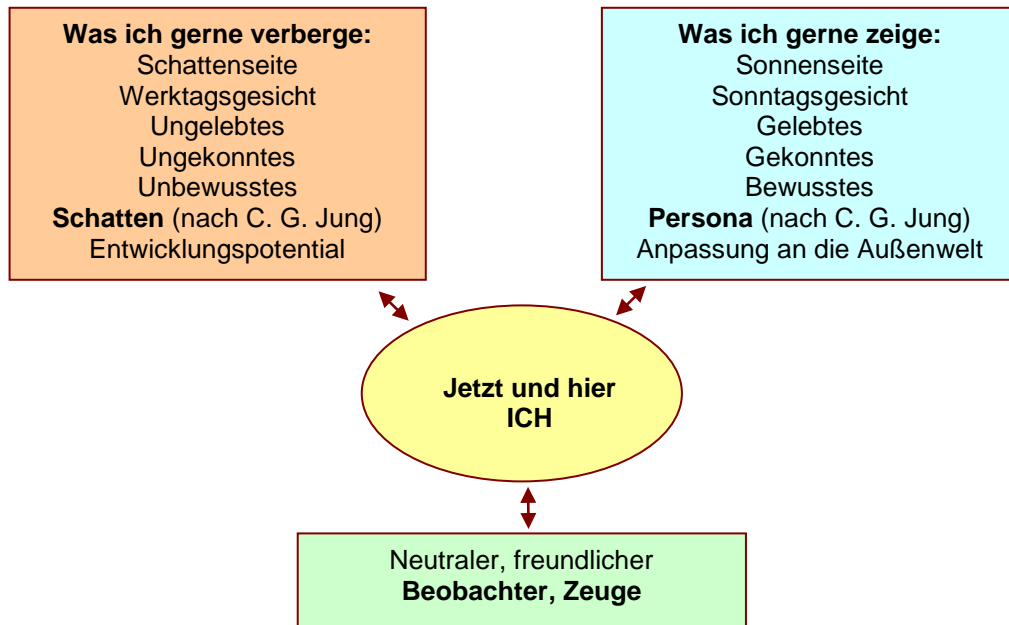 Was ich gerne verberge:
Schattenseite
Werktagsgesicht
Ungelebtes
Ungekonntes
Unbewusstes
Schatten (nach C. G. Jung)
Entwicklungspotential
Was ich gerne zeige:
Sonnenseite
Sonntagsgesicht
Gelebtes
Gekonntes
Bewusstes
Persona (nach C. G. Jung)
Anpassung an die Außenwelt
Jetzt und hier
ICH
Neutraler, freundlicher
Beobachter, Zeuge